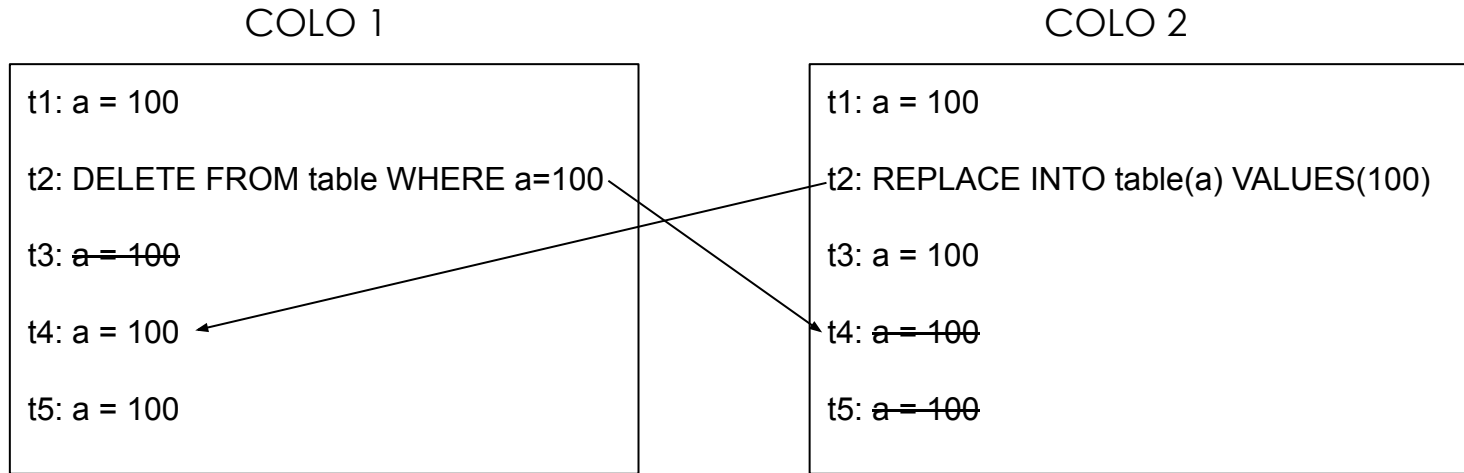 COLO 1
t1: a = 100
t2: DELETE FROM table WHERE a=100
t3: a = 100
t4: a = 100
t5: a = 100
COLO 2
t1: a = 100
t2: REPLACE INTO table(a) VALUES(100)
t3: a = 100
t4: a = 100
t5: a = 100